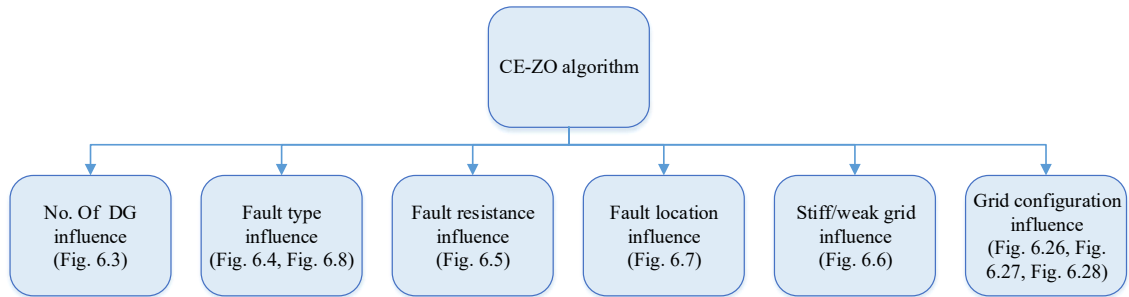 CE-ZO algorithm
No. Of DG
influence
(Fig. 6.3)
Fault type
influence
(Fig. 6.4, Fig. 6.8)
Fault resistance
influence
(Fig. 6.5)
Fault location
influence
(Fig. 6.7)
Stiff/weak grid
influence
(Fig. 6.6)
Grid configuration
influence
(Fig. 6.26, Fig.
6.27, Fig. 6.28)